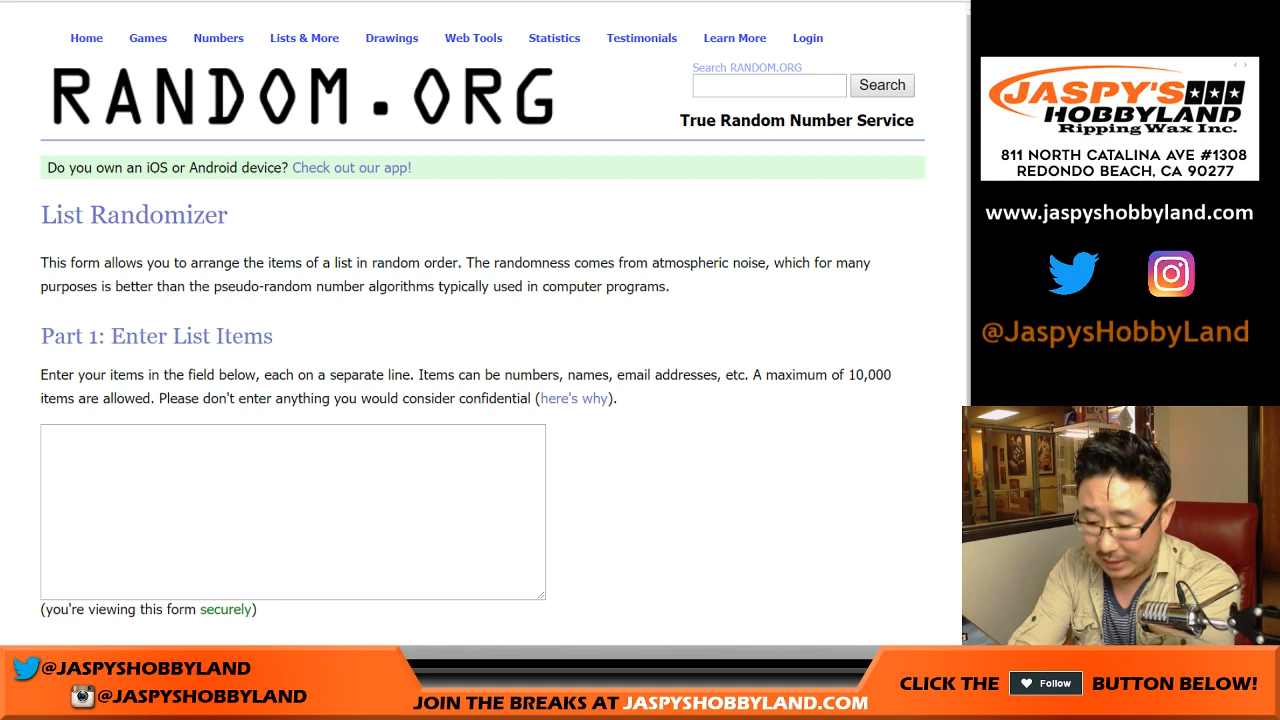 Home Games Numbers Lists & More Drawings Web Tools Statistics Testimonials Learn More Login
RANDOM.ORG
Search RANDOM.ORG
Search
True Random Number Service
Do you own an iOS or Android device? Check out our app!
List Randomizer
This form allows you to arrange the items of a list in random order. The randomness comes from atmospheric noise, which for many
purposes is better than the pseudo-random number algorithms typically used in computer programs.
Part 1: Enter List Items
Enter your items in the field below, each on a separate line. Items can be numbers, names, email addresses, etc. A maximum of 10,000
items are allowed. Please don't enter anything you would consider confidential (here's why).
(you're viewing this form securely)
JASPY'S
HOBBYLAND
Ripping Wax Inc.
811 NORTH CATALINA AVE #1308
REDONDO BEACH, CA 90277
www.jaspyshobbyland.com
@JaspysHobbyLand
@JASPYSHOBBYLAND
@JASPYSHOBBYLAND
JOIN THE BREAKS AT JASPYSHOBBYLAND.COM
CLICK THE Follow BUTTON BELOW!